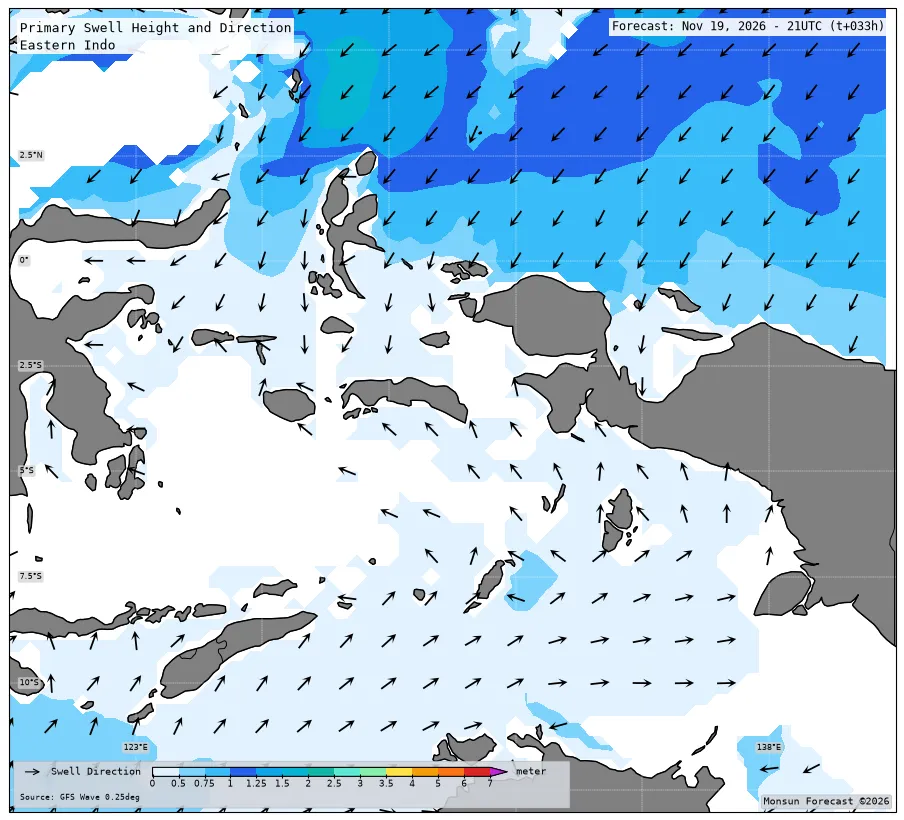 Primary Swell Height and Direction
Eastern Indo
Forecast: Nov 19, 2026 - 21UTC (t+033h)
2.5°N
0°
2.5°S
5°S
7.5°S
10°S
123°E
138°E
Swell Direction
0 0.5 0.75 1 1.25 1.5 2 2.5 3 3.5 4 5 6 7
meter
Source: GFS Wave 0.25deg
Monsun Forecast ©2026